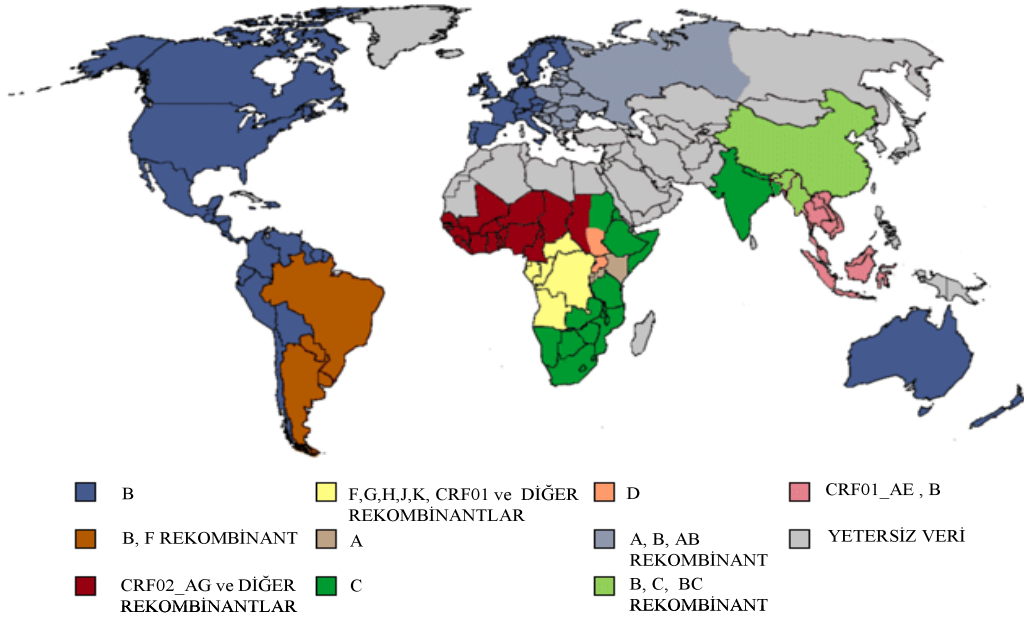 B
B, F REKOMBİNANT
CRF02_AG ve DİĞER
REKOMBİNANTLAR
F,G,H,J,K, CRF01 ve DİĞER
REKOMBİNANTLAR
A
C
D
A, B, AB
REKOMBİNANT
B, C, BC
REKOMBİNANT
CRF01_AE , B
YETERSİZ VERİ